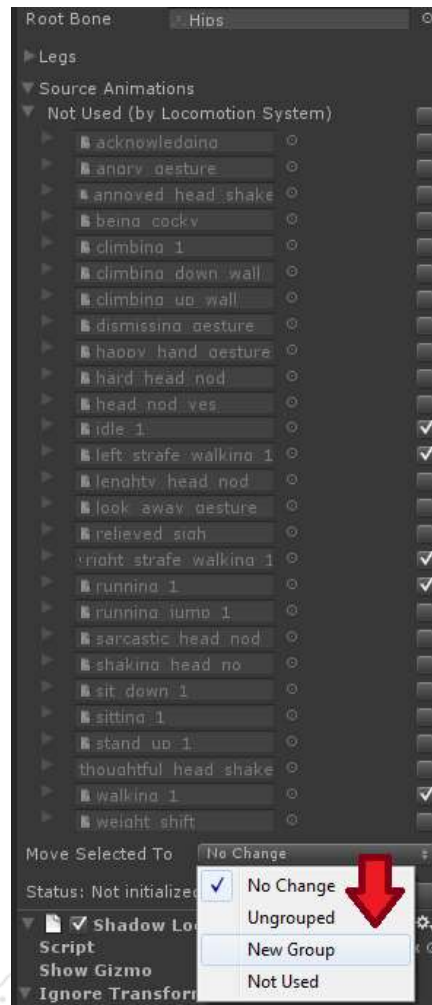 Root Bone Hips
Legs
Source Animations
Not Used (by Locomotion System)
acknowledging
angry gesture
annoyed head shake
being cocky
climbing 1
climbing down wall
climbing up wall
dismissing gesture
happy hand gesture
hard head nod
head nod yes
idle 1
left strafe walking 1
lenghty head nod
look away gesture
relieved sigh
right strafe walking 1
running 1
running jump 1
sarcastic head nod
shaking head no
sit down 1
sitting 1
stand up 1
thoughtful head shake
walking 1
weight shift
Move Selected To No Change
Status: Not initialized
No Change
Ungrouped
Shadow Lo
New Group
Script
Show Gizmo
Not Used
Ignore Transfor